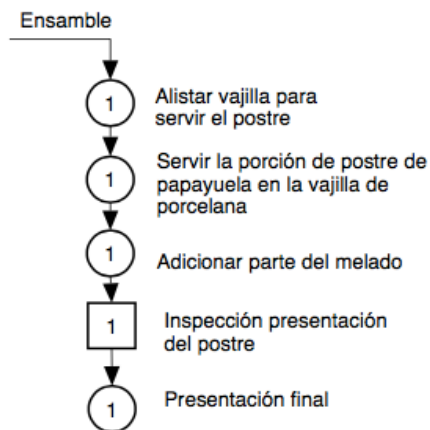 Ensamble
1
Alistar vajilla para
servir el postre
1
Servir la porción de postre de
papayuela en la vajilla de
porcelana
1
Adicionar parte del melado
1
Inspección presentación
del postre
1
Presentación final